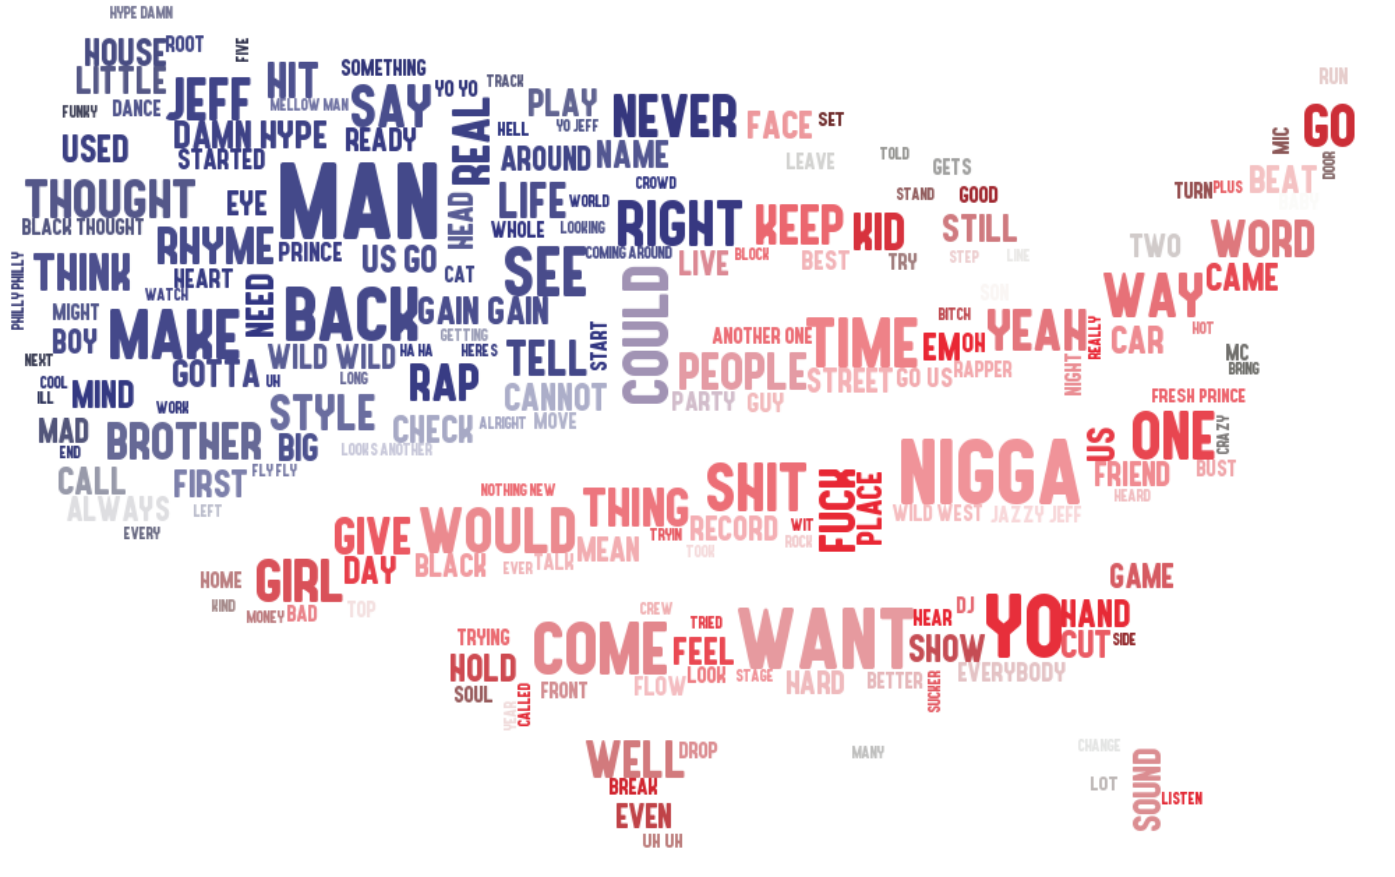 HYPE DAMN
HOUSE
ROOT
FIVE
LITTLE
HIT
SOMETHING
FUNKY
DANCE
JEFF
MELLOW MAN
SAY
YO YO
TRACK
PLAY
NEVER
FACE
SET
RUN
GO
USED
DAMN HYPE
READY
REAL
HELL
YO JEFF
MIC
DOOR
STARTED
AROUND
NAME
LEAVE
TOLD
GETS
THOUGHT
EYE
MAN
HEAD
LIFE
WORLD
CROWD
STAND
GOOD
TURN
PLUS
BEAT
BLACK THOUGHT
RHYME
PRINCE
US GO
WHOLE
LOOKING
RIGHT
KEEP
KID
STILL
TWO
WORD
PHILLY PHILLY
THINK
HEART
CAT
SEE
COMING AROUND
LIVE
BLOCK
BEST
TRY
STEP
LINE
CAME
WATCH
NEED
BACK
GAIN GAIN
COULD
SON
WAY
MIGHT
BOY
MAKE
GETTING
START
ANOTHER ONE
TIME
BITCH
EM
OH
YEAH
REALLY
CAR
HOT
NEXT
WILD WILD
HA HA
HERES
TELL
MC
BRING
COOL
ILL
MIND
GOTTA
UH
LONG
RAP
CANNOT
PEOPLE
STREET
GO US
RAPPER
NIGHT
WORK
STYLE
CHECK
ALRIGHT
MOVE
PARTY
GUY
FRESH PRINCE
MAD
END
BROTHER
BIG
LOOKS ANOTHER
US
ONE
CRAZY
CALL
FIRST
FLY FLY
NIGGA
FRIEND
BUST
ALWAYS
LEFT
NOTHING NEW
THING
SHIT
FUCK
PLACE
HEARD
EVERY
GIVE
WOULD
TRYIN
RECORD
WIT
ROCK
WILD WEST
JAZZY JEFF
HOME
GIRL
DAY
BLACK
EVER
TALK
MEAN
TOOK
GAME
KIND
MONEY
BAD
TOP
CREW
TRIED
WANT
HEAR
DJ
YO
HAND
TRYING
COME
FEEL
SHOW
CUT
SIDE
HOLD
SOUL
YEAR
CALLED
FRONT
FLOW
LOOK
STAGE
HARD
BETTER
SUCKER
EVERYBODY
WELL
DROP
MANY
CHANGE
BREAK
LOT
SOUND
LISTEN
EVEN
UH UH